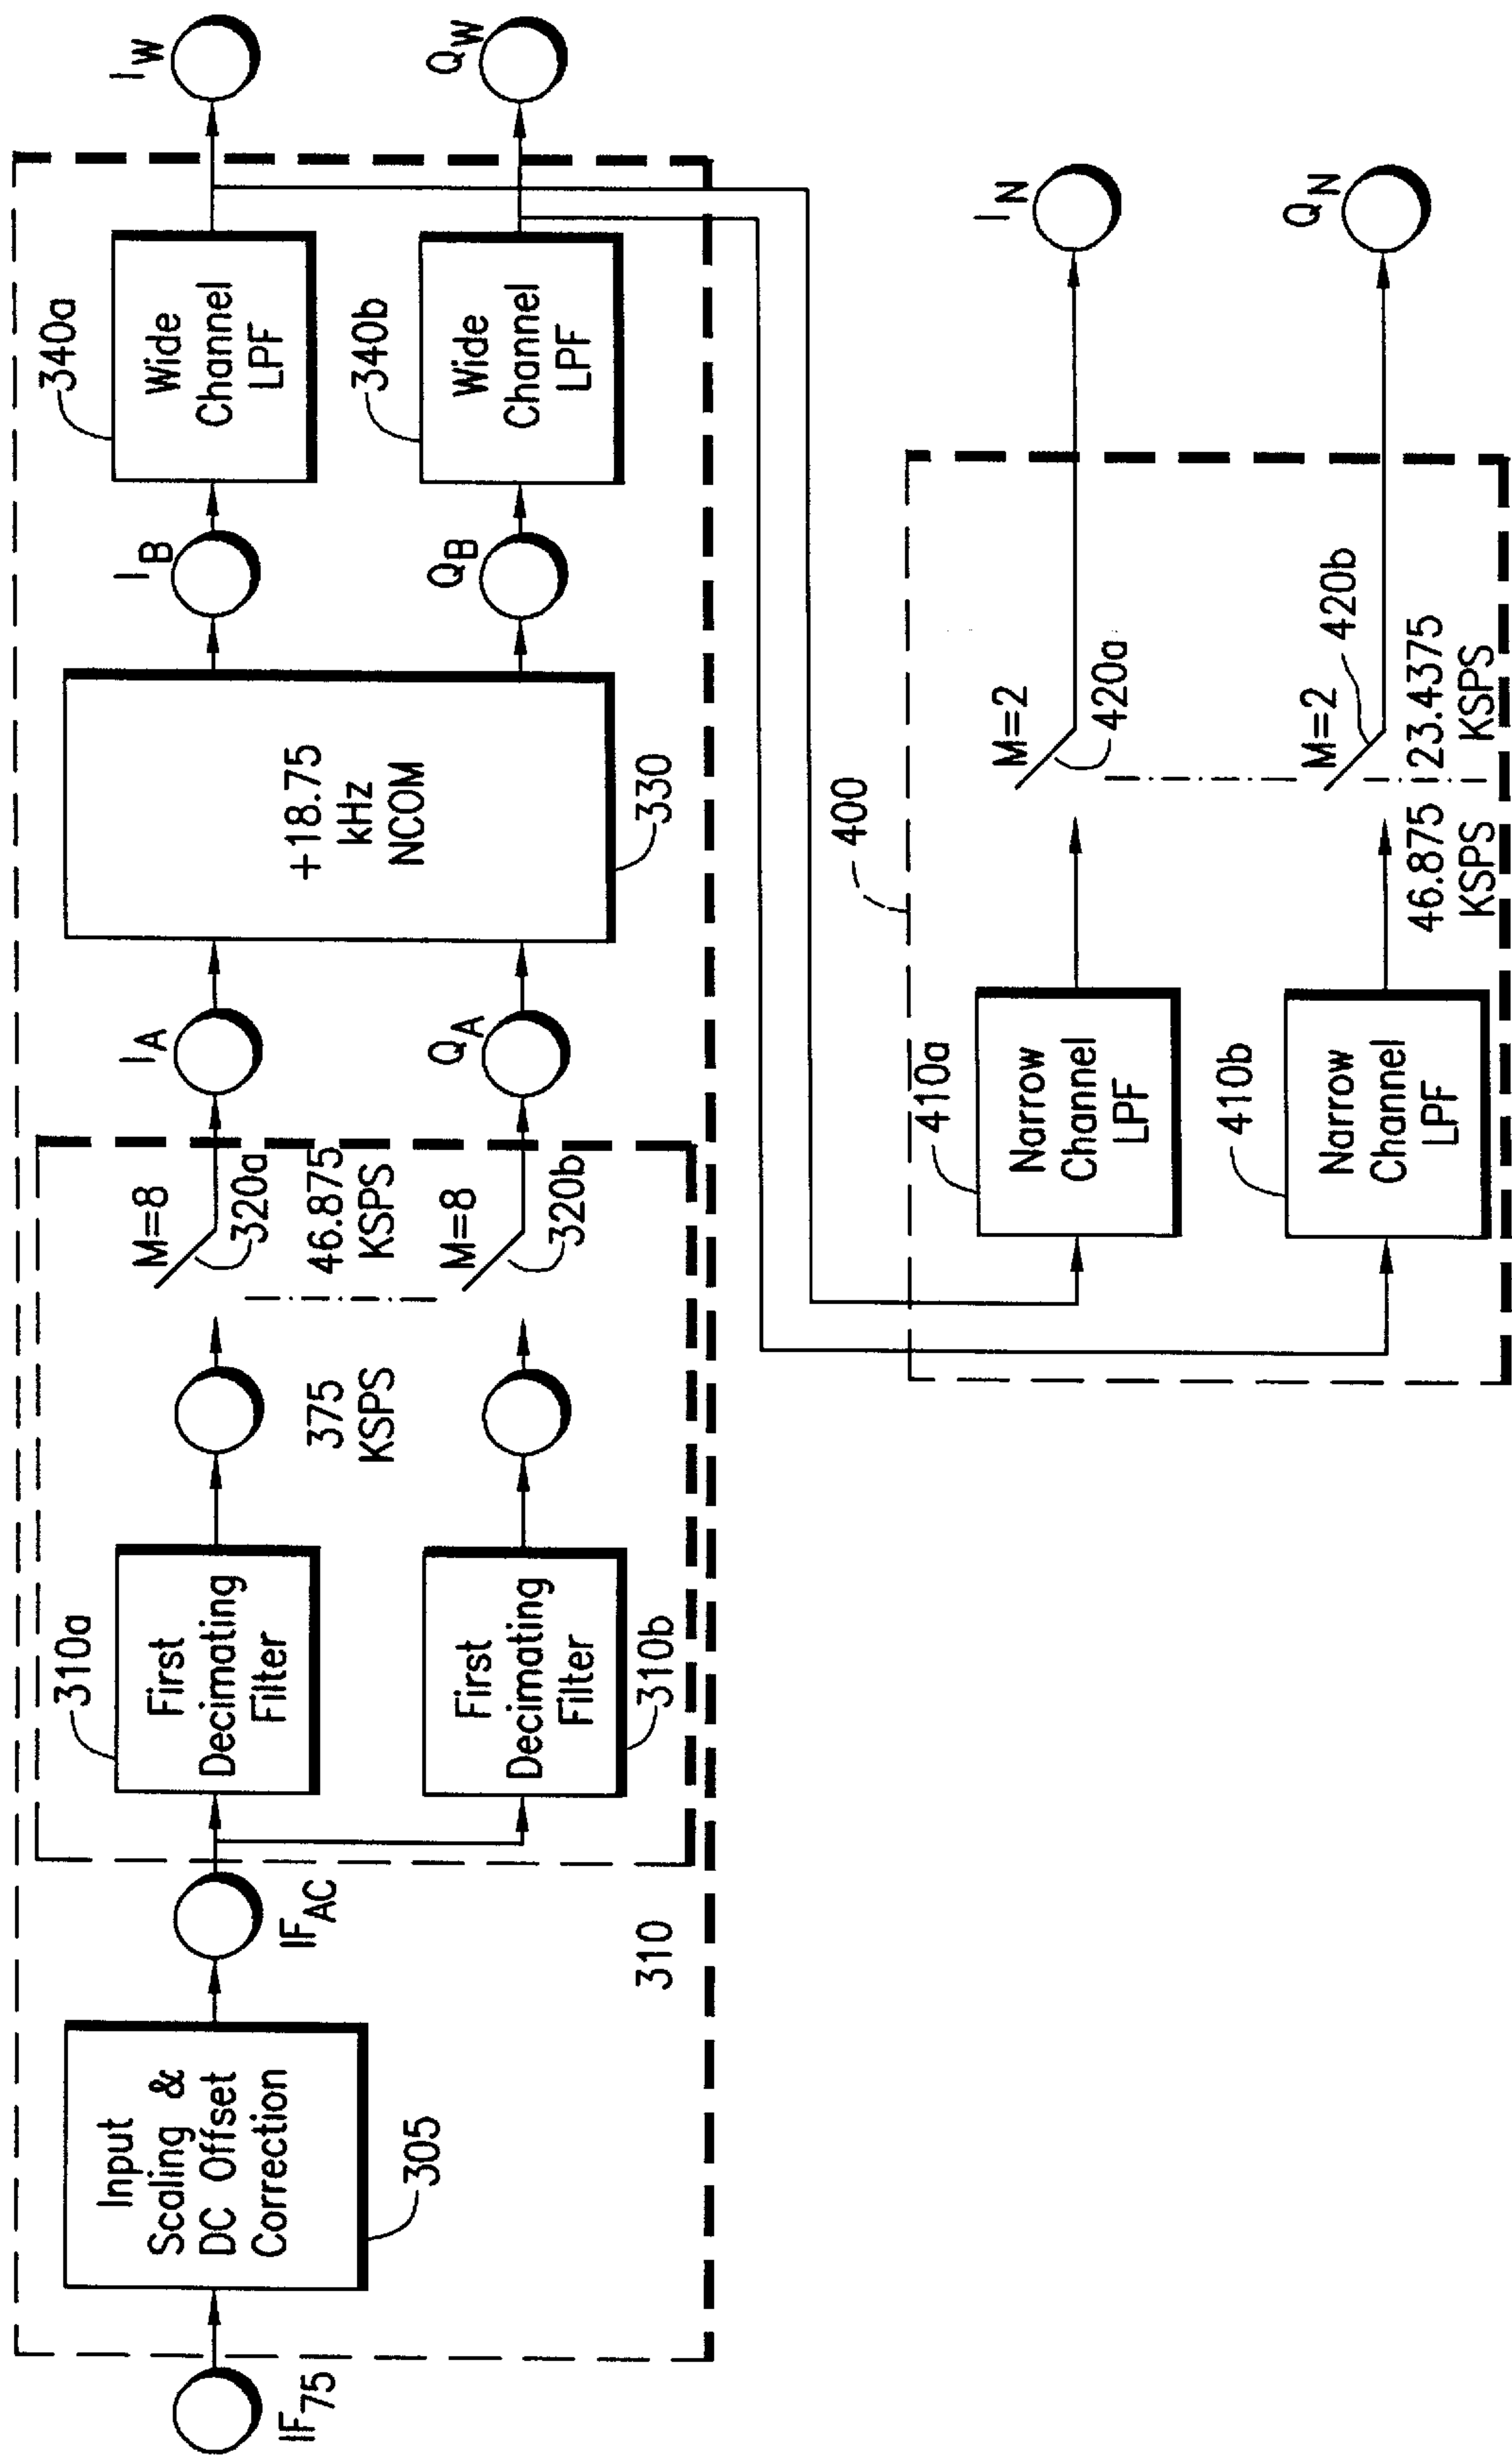 IF75
Input
Scaling &
DC Offset
Correction
305
IFAC
310
310a
First
Decimating
Filter
First
Decimating
Filter
310b
375
KSPS
M=8
320a
46.875
KSPS
M=8
320b
IA
QA
+18.75
kHz
NCOM
330
IB
QB
340a
Wide
Channel
LPF
340b
Wide
Channel
LPF
IW
QW
400
410a
Narrow
Channel
LPF
410b
Narrow
Channel
LPF
M=2
420a
M=2
420b
46.875
KSPS
23.4375
KSPS
IN
QN